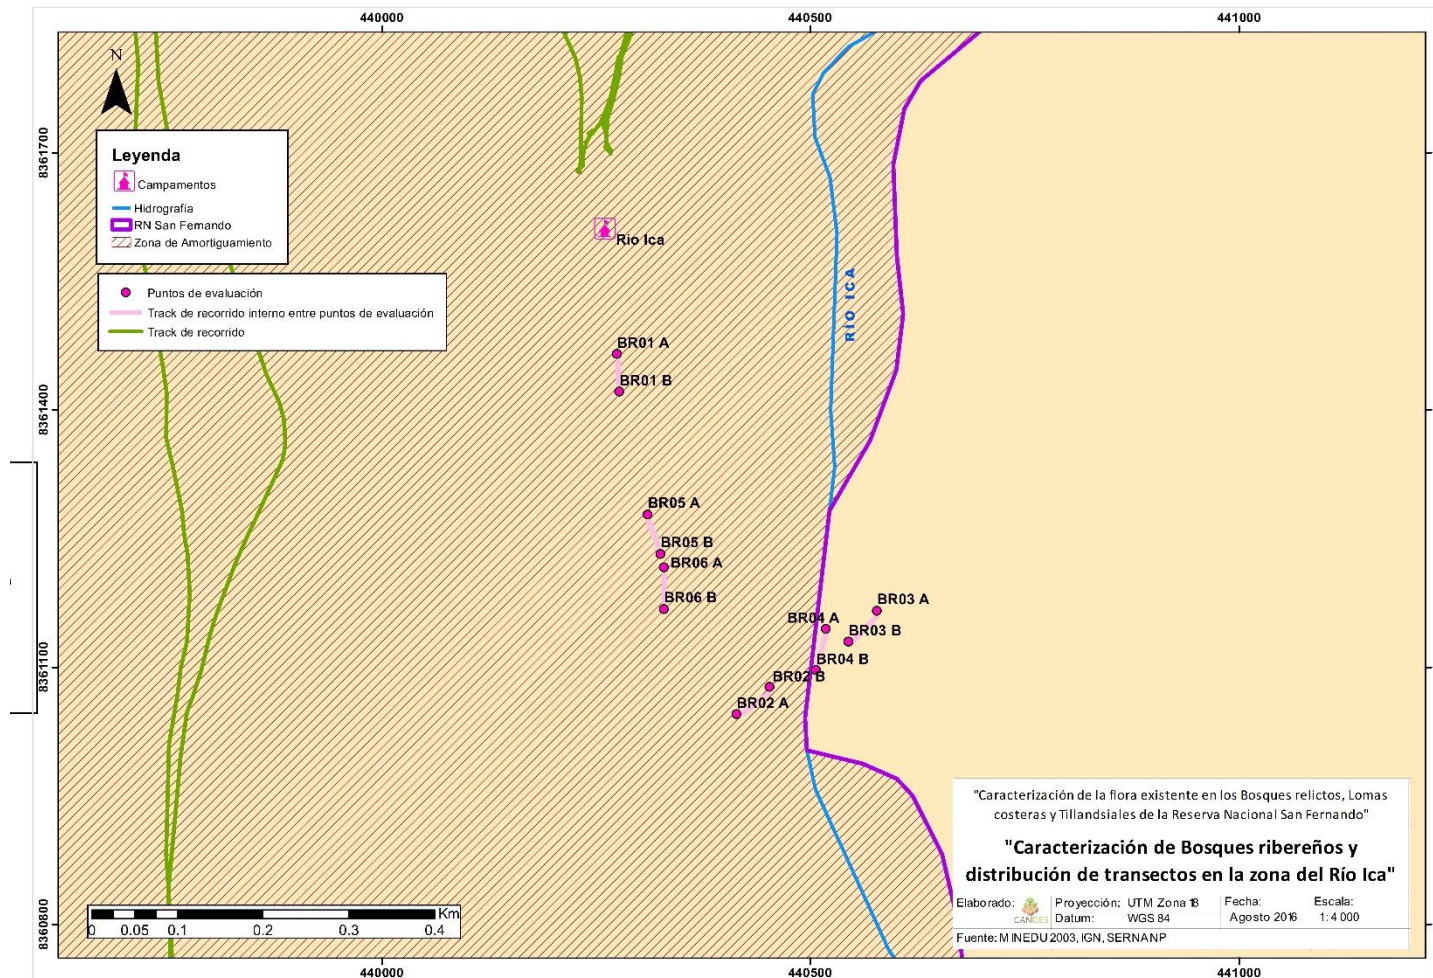 440000
440500
441000
N
8361700
8361400
8361100
8360800
Leyenda
Campamentos
Hidrografía
RN San Fernando
Zona de Amortiguamiento
Puntos de evaluación
Track de recorrido interno entre puntos de evaluación
Track de recorrido
Rio Ica
RIO ICA
BR01 A
BR01 B
BR05 A
BR05 B
BR06 A
BR06 B
BR03 A
BR04 A
BR03 B
BR04 B
BR02 B
BR02 A
0 0.05 0.1 0.2 0.3 0.4
Km
"Caracterización de la flora existente en los Bosques relictos, Lomas
costeras y Tillandsiales de la Reserva Nacional San Fernando"
"Caracterización de Bosques ribereños y
distribución de transectos en la zona del Río Ica"
Elaborado: CANDES
Proyección: UTM Zona 18
Datum: WGS 84
Fecha:
Agosto 2016
Escala:
1: 4 000
Fuente: MINEDU 2003, IGN, SERNANP
440000
440500
441000